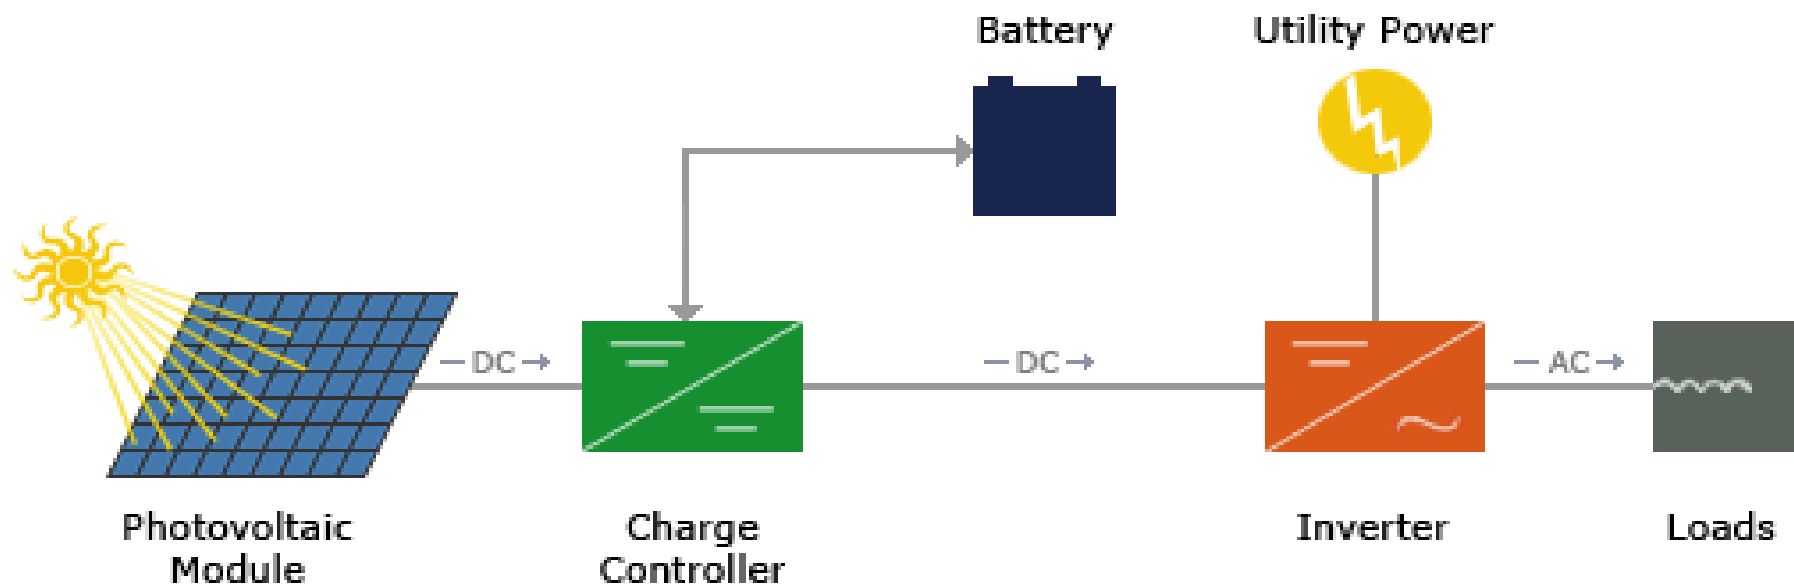 Battery
Utility Power
DC
DC
AC
Photovoltaic
Module
Charge
Controller
Inverter
Loads